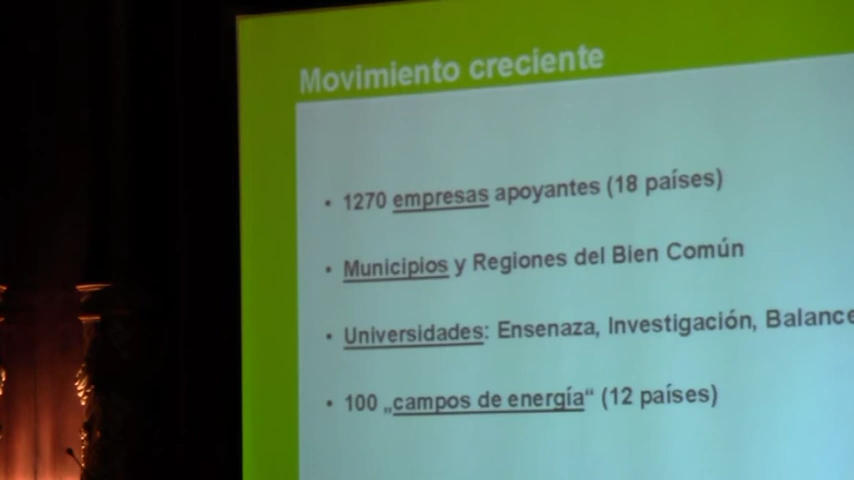 Movimiento creciente
• 1270 empresas apoyantes (18 países)
• Municipios y Regiones del Bien Común
• Universidades: Ensenaza, Investigación, Balance
• 100 „campos de energía“ (12 países)